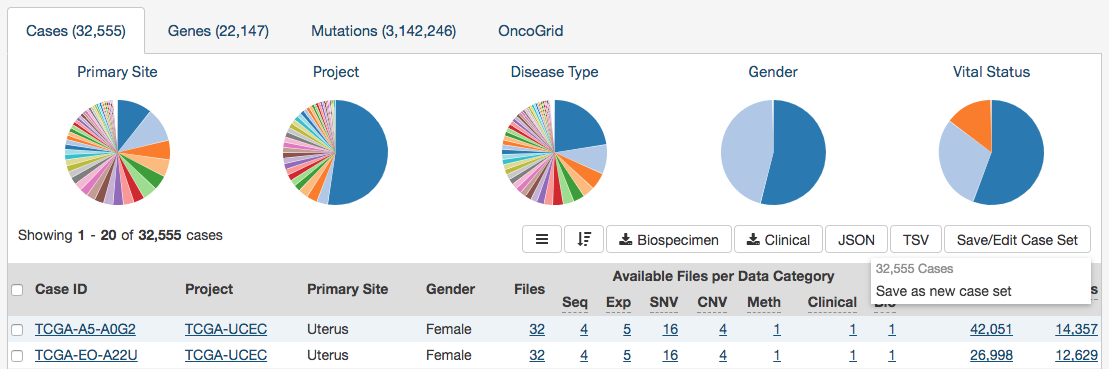 Cases (32,555) Genes (22,147) Mutations (3,142,246) OncoGrid
Primary Site Project Disease Type Gender Vital Status
Showing 1 - 20 of 32,555 cases
Biospecimen Clinical JSON TSV Save/Edit Case Set
32,555 Cases
Save as new case set
Available Files per Data Category
Case ID Project Primary Site Gender Files
Seq Exp SNV CNV Meth Clinical Bio
TCGA-A5-A0G2 TCGA-UCEC Uterus Female 32 4 5 16 4 1 1 1 42,051 14,357
TCGA-EO-A22U TCGA-UCEC Uterus Female 32 4 5 16 4 1 1 1 26,998 12,629